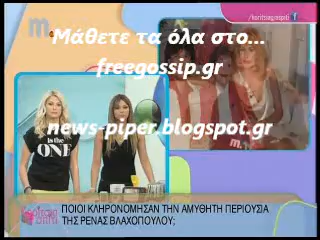 /koritsiagiaspiti
Μάθετε τα όλα στο...
freegossip.gr
news-piper.blogspot.gr
Is the
ONE
ΠΟΙΟΙ ΚΛΗΡΟΝΟΜΗΣΑΝ ΤΗΝ ΑΜΥΘΗΤΗ ΠΕΡΙΟΥΣΙΑ
ΤΗΣ ΡΕΝΑΣ ΒΛΑΧΟΠΟΥΛΟΥ;